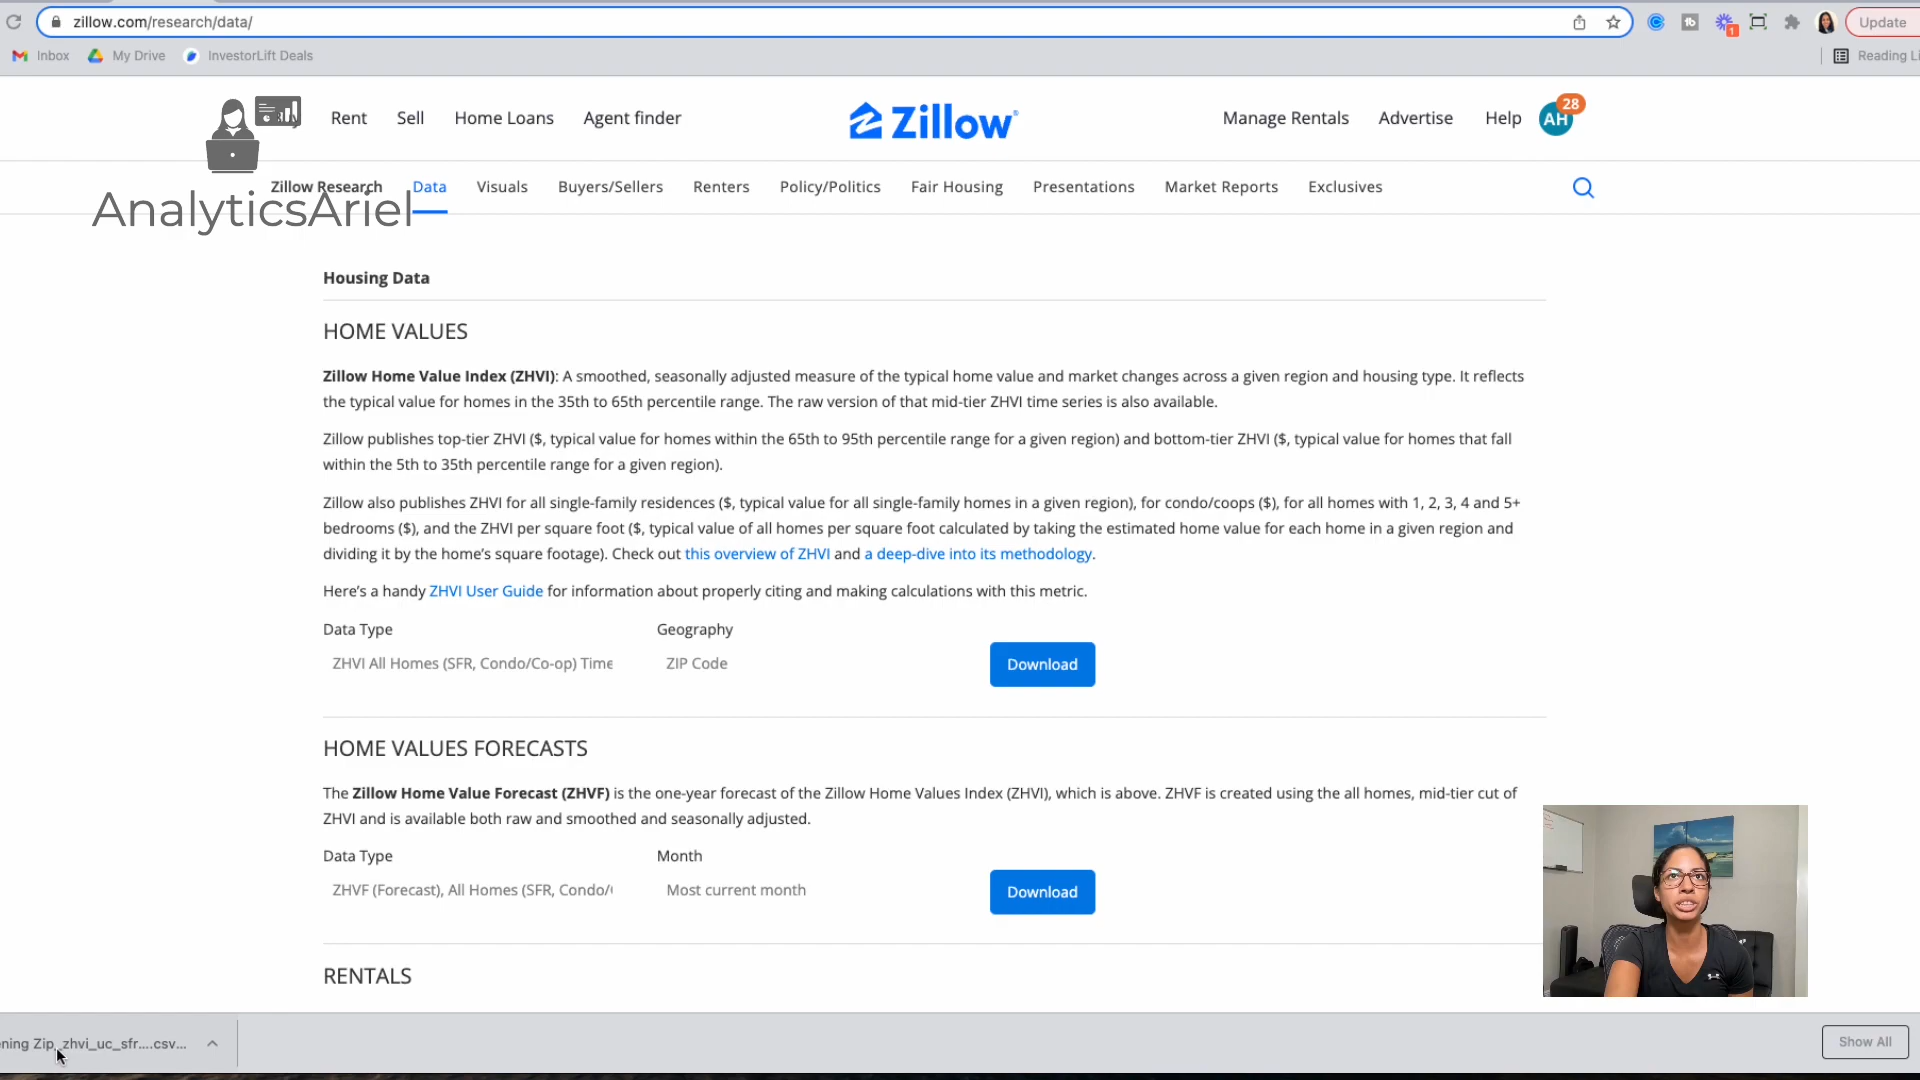 zillow.com/research/data/
Update
Inbox My Drive InvestorLift Deals
Reading Li
Rent Sell Home Loans Agent finder
Zillow
Manage Rentals Advertise Help AH 28
Zillow Research Data Visuals Buyers/Sellers Renters Policy/Politics Fair Housing Presentations Market Reports Exclusives
AnalyticsAriel
Housing Data
HOME VALUES
Zillow Home Value Index (ZHVI): A smoothed, seasonally adjusted measure of the typical home value and market changes across a given region and housing type. It reflects
the typical value for homes in the 35th to 65th percentile range. The raw version of that mid-tier ZHVI time series is also available.
Zillow publishes top-tier ZHVI ($, typical value for homes within the 65th to 95th percentile range for a given region) and bottom-tier ZHVI ($, typical value for homes that fall
within the 5th to 35th percentile range for a given region).
Zillow also publishes ZHVI for all single-family residences ($, typical value for all single-family homes in a given region), for condo/coops ($), for all homes with 1, 2, 3, 4 and 5+
bedrooms ($), and the ZHVI per square foot ($, typical value of all homes per square foot calculated by taking the estimated home value for each home in a given region and
dividing it by the home’s square footage). Check out this overview of ZHVI and a deep-dive into its methodology.
Here’s a handy ZHVI User Guide for information about properly citing and making calculations with this metric.
Data Type Geography
ZHVI All Homes (SFR, Condo/Co-op) Time ZIP Code Download
HOME VALUES FORECASTS
The Zillow Home Value Forecast (ZHVF) is the one-year forecast of the Zillow Home Values Index (ZHVI), which is above. ZHVF is created using the all homes, mid-tier cut of
ZHVI and is available both raw and smoothed and seasonally adjusted.
Data Type Month
ZHVF (Forecast), All Homes (SFR, Condo/ Most current month Download
RENTALS
ning Zip_zhvi_uc_sfr....csv...
Show All